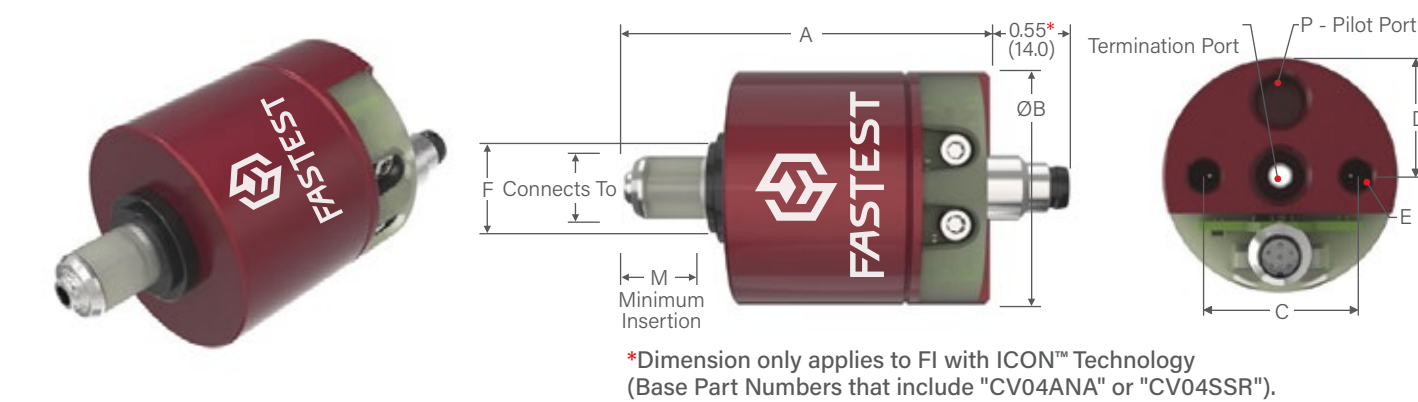 FASTEST
A
0.55*
(14.0)
ØB
F
Connects To
M
Minimum
Insertion
FASTEST
Termination Port
P - Pilot Port
D
E
C
*Dimension only applies to FI with ICON™ Technology
(Base Part Numbers that include "CV04ANA" or "CV04SSR").